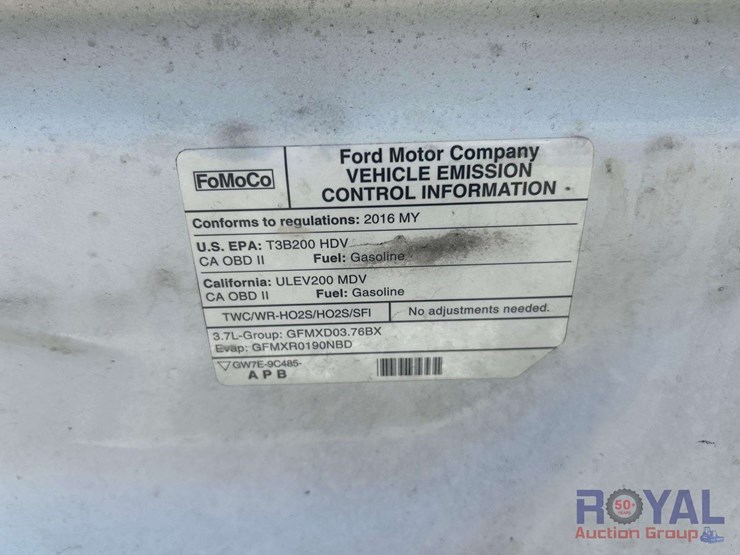 FoMoCo
Ford Motor Company
VEHICLE EMISSION
CONTROL INFORMATION
Conforms to regulations: 2016 MY
U.S. EPA: T3B200 HDV
CA OBD II Fuel: Gasoline
California: ULEV200 MDV
CA OBD II Fuel: Gasoline
TWC/WR-HO2S/HO2S/SFI No adjustments needed.
3.7L-Group: GFMXD03.76BX
Evap: GFMXR0190NBD
GW7E-9C485-
A P B
ROYAL
50+
Auction Group